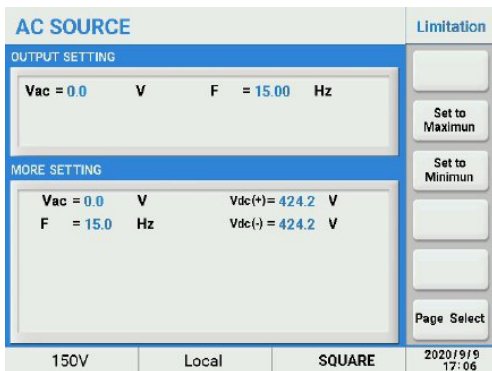 AC SOURCE
Limitation
OUTPUT SETTING
Vac = 0.0 V F = 15.00 Hz
Set to
Maximun
MORE SETTING
Set to
Minimun
Vac = 0.0 V Vdc(+)= 424.2 V
F = 15.0 Hz Vdc(-) = 424.2 V
Page Select
150V Local SQUARE 2020/9/9
17:06